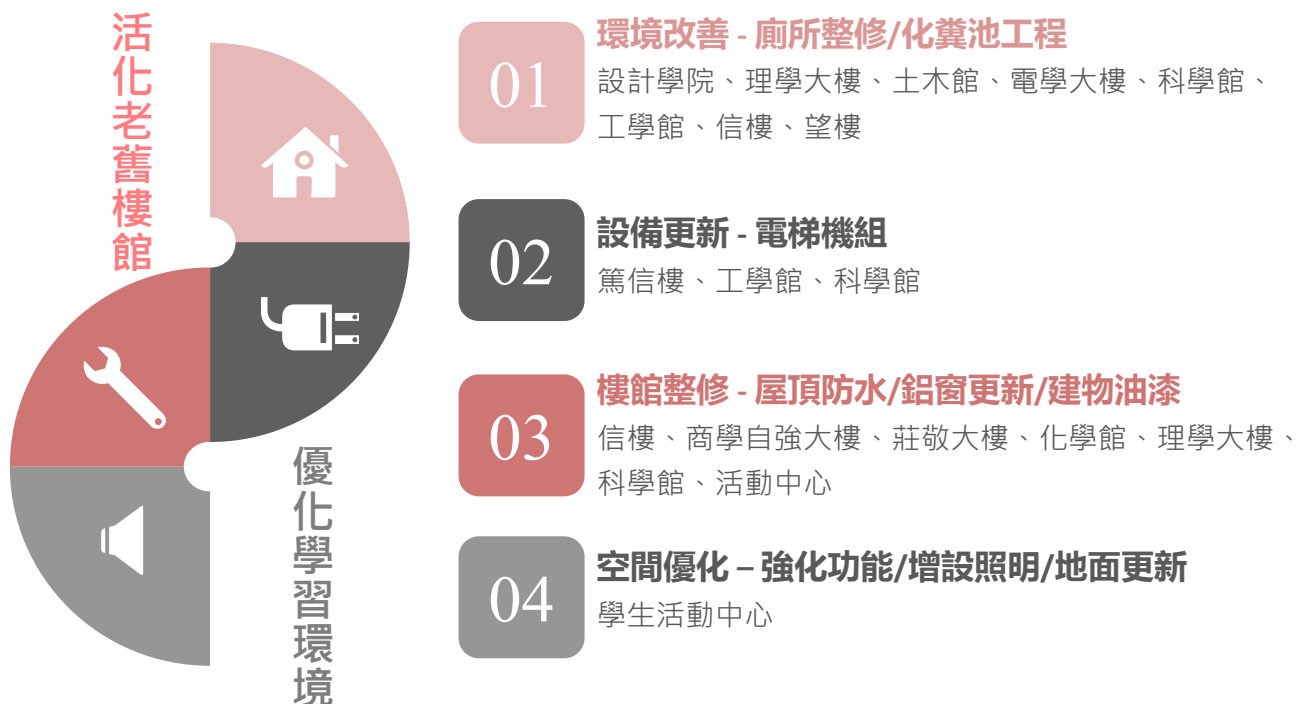 活化老舊樓館
優化學習環境
01
環境改善 - 廁所整修/化糞池工程
設計學院、理學大樓、土木館、電學大樓、科學館、
工學館、信樓、望樓
02
設備更新 - 電梯機組
篤信樓、工學館、科學館
03
樓館整修 - 屋頂防水/鋁窗更新/建物油漆
信樓、商學自強大樓、莊敬大樓、化學館、理學大樓、
科學館、活動中心
04
空間優化 – 強化功能/增設照明/地面更新
學生活動中心